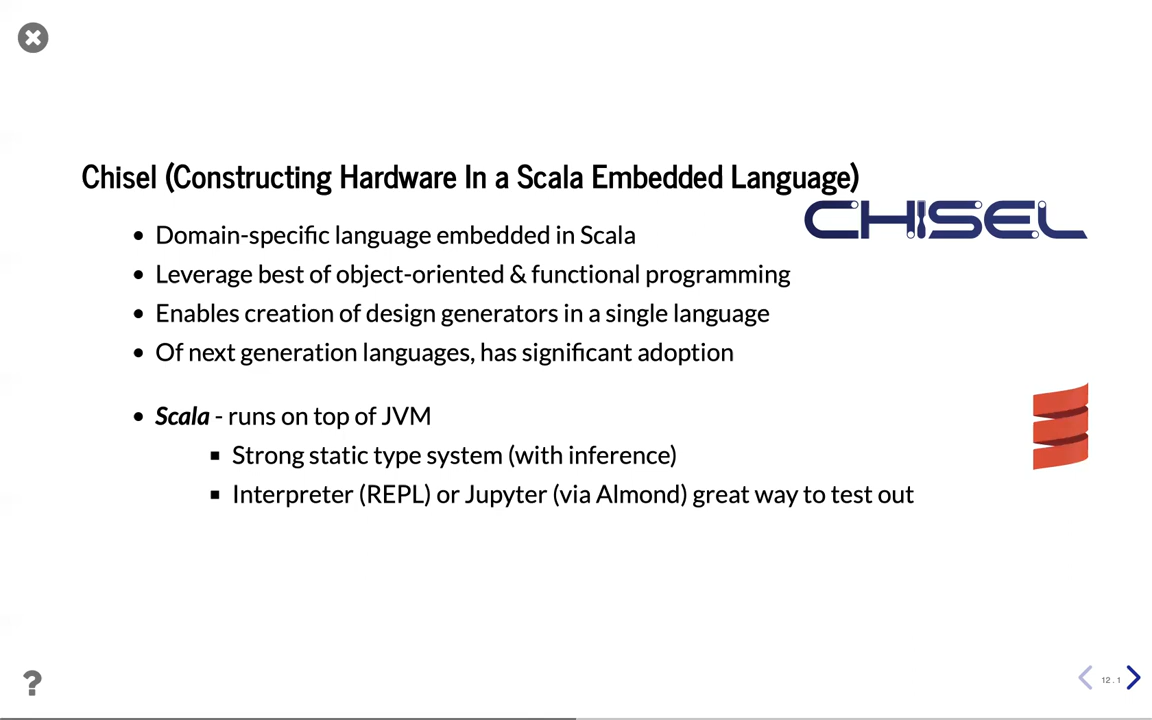 Chisel (Constructing Hardware In a Scala Embedded Language)
CHISEL
• Domain-specific language embedded in Scala
• Leverage best of object-oriented & functional programming
• Enables creation of design generators in a single language
• Of next generation languages, has significant adoption
• Scala - runs on top of JVM
▪ Strong static type system (with inference)
▪ Interpreter (REPL) or Jupyter (via Almond) great way to test out
?
12 . 1